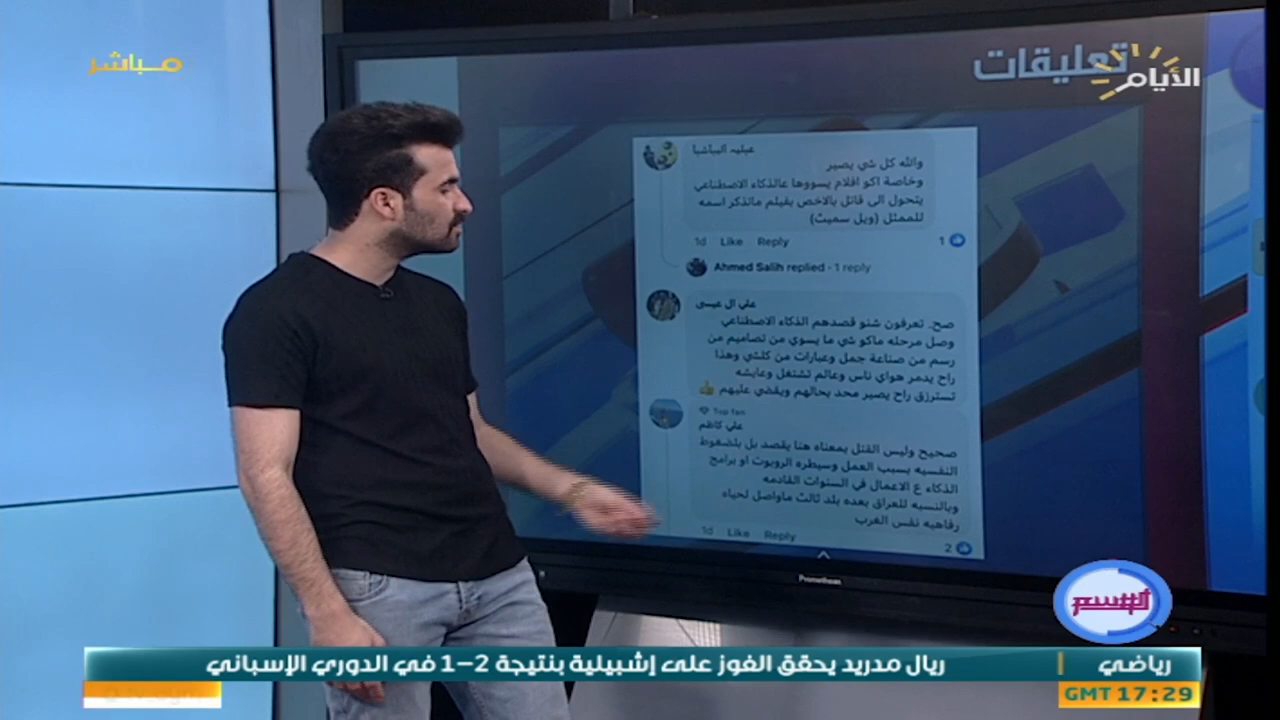 مباشر
تعليقات
الأيام
والله كل شي يصير
وخاصة اكو افلام يسووها عالذكاء الاصطناعي
يتحول الى قاتل بالاخص بفيلم ماتذكر اسمه
للممثل (ويل سميث)
1d Like Reply
1
Ahmed Salih replied · 1 reply
علي ال عيسى
صح. تعرفون شنو قصدهم الذكاء الاصطناعي
وصل مرحله ماكو شي ما يسوي من تصاميم من
رسم من صناعة جمل وعبارات من كلشي وهذا
راح يدمر هواي ناس وعالم تشتغل وعايشه
تسترزق راح يصير محد بحالهم ويقضي عليهم 👍
Top fan
علي كاظم
صحيح وليس القتل بمعناه هنا يقصد بل بلضغوط
النفسيه بسبب العمل وسيطره الروبوت او برامج
الذكاء ع الاعمال في السنوات القادمه
وبالنسبه للعراق بعده بلد ثالث ماواصل لحياه
رفاهيه نفس الغرب
1d Like Reply
2
Promethean
رياضي
ريال مدريد يحقق الفوز على إشبيلية بنتيجة 2–1 في الدوري الإسباني
GMT 17:29